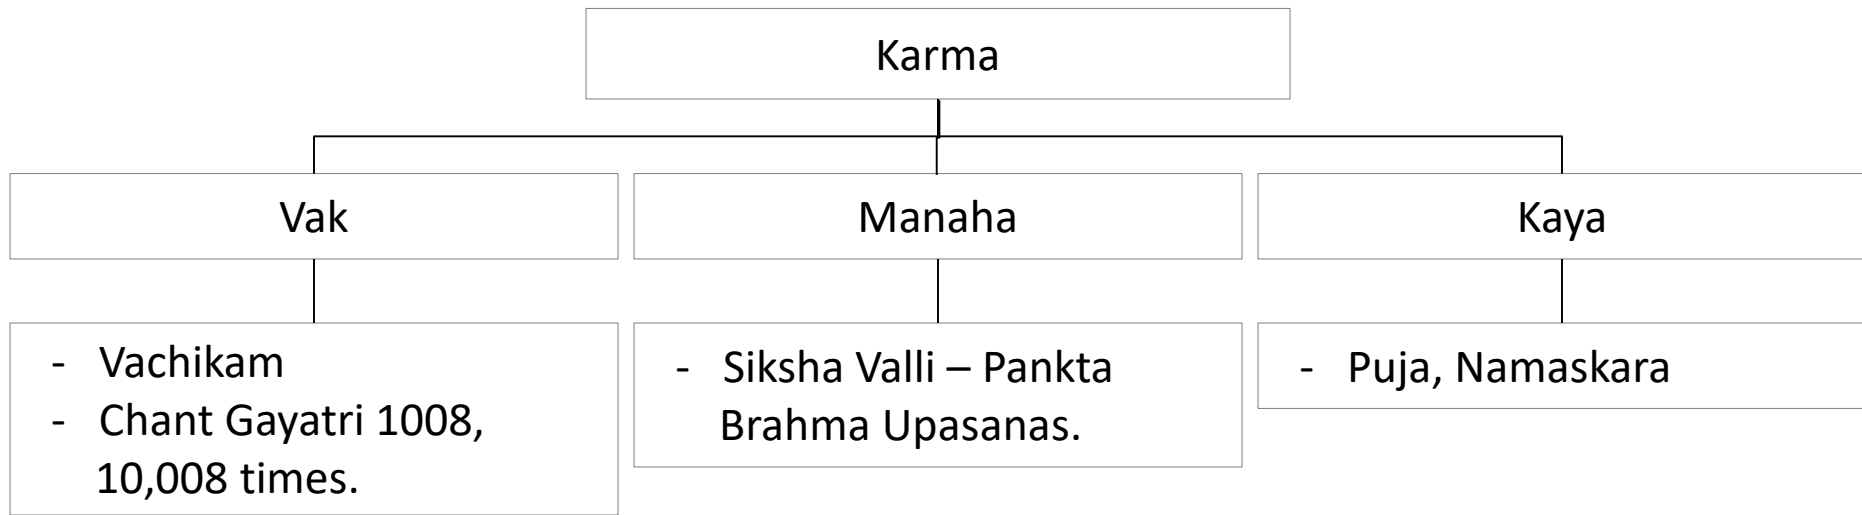 Karma
Vak
Manaha
Kaya
- Vachikam
- Chant Gayatri 1008,
10,008 times.
- Siksha Valli – Pankta
Brahma Upasanas.
- Puja, Namaskara